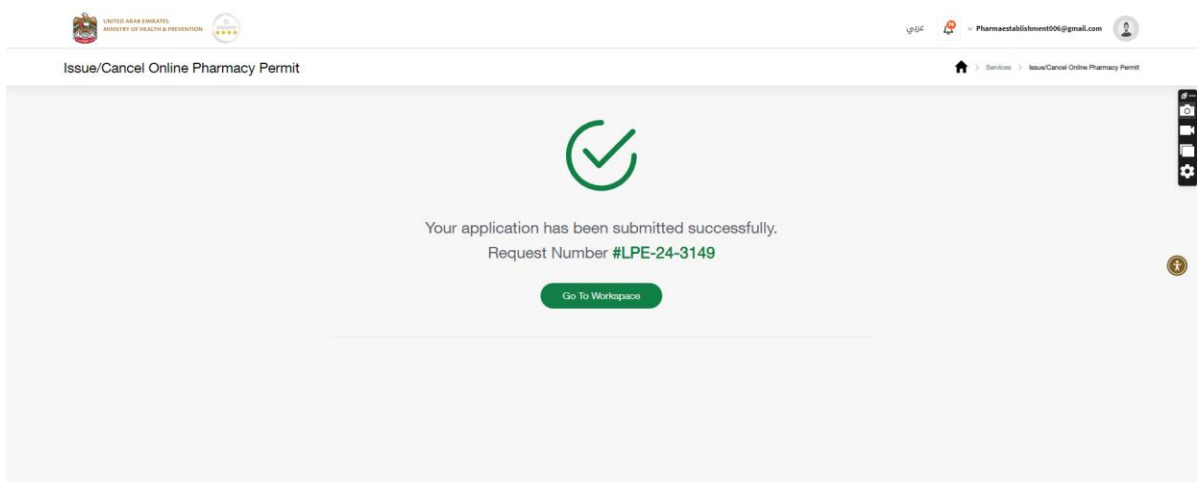 UNITED ARAB EMIRATES
MINISTRY OF HEALTH & PREVENTION
عربي
Pharmaestablishment006@gmail.com
Issue/Cancel Online Pharmacy Permit
Services > Issue/Cancel Online Pharmacy Permit
Your application has been submitted successfully.
Request Number #LPE-24-3149
Go To Workspace